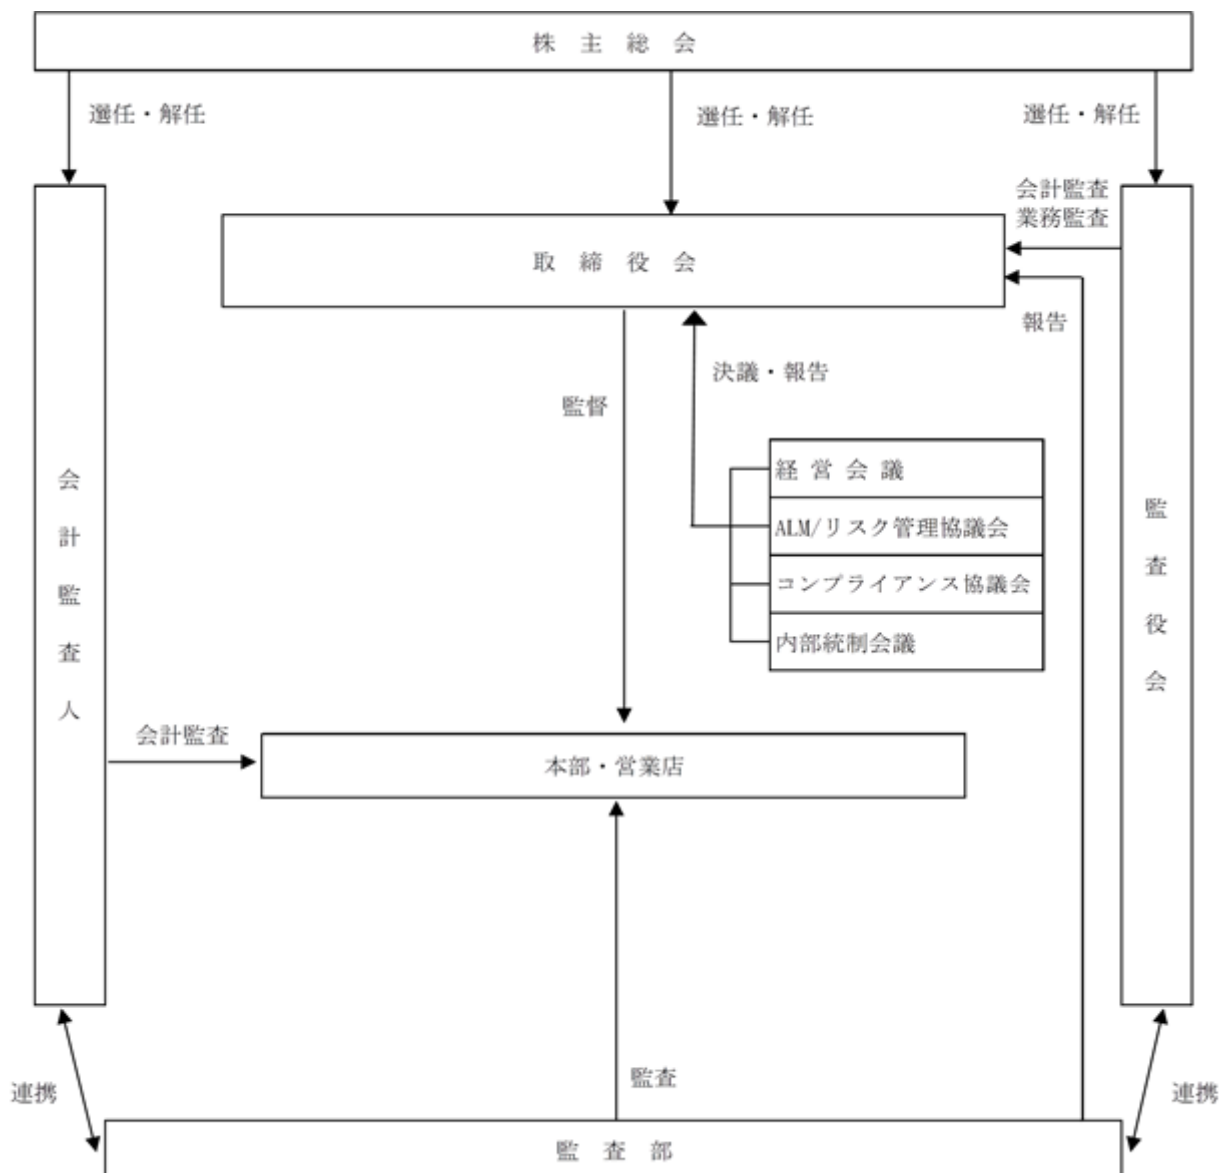 株主総会
選任・解任
選任・解任
選任・解任
会計監査
業務監査
取締役会
報告
決議・報告
監督
経営会議
ALM/リスク管理協議会
コンプライアンス協議会
内部統制会議
会計監査人
監査役会
会計監査
本部・営業店
監査
連携
連携
監査部